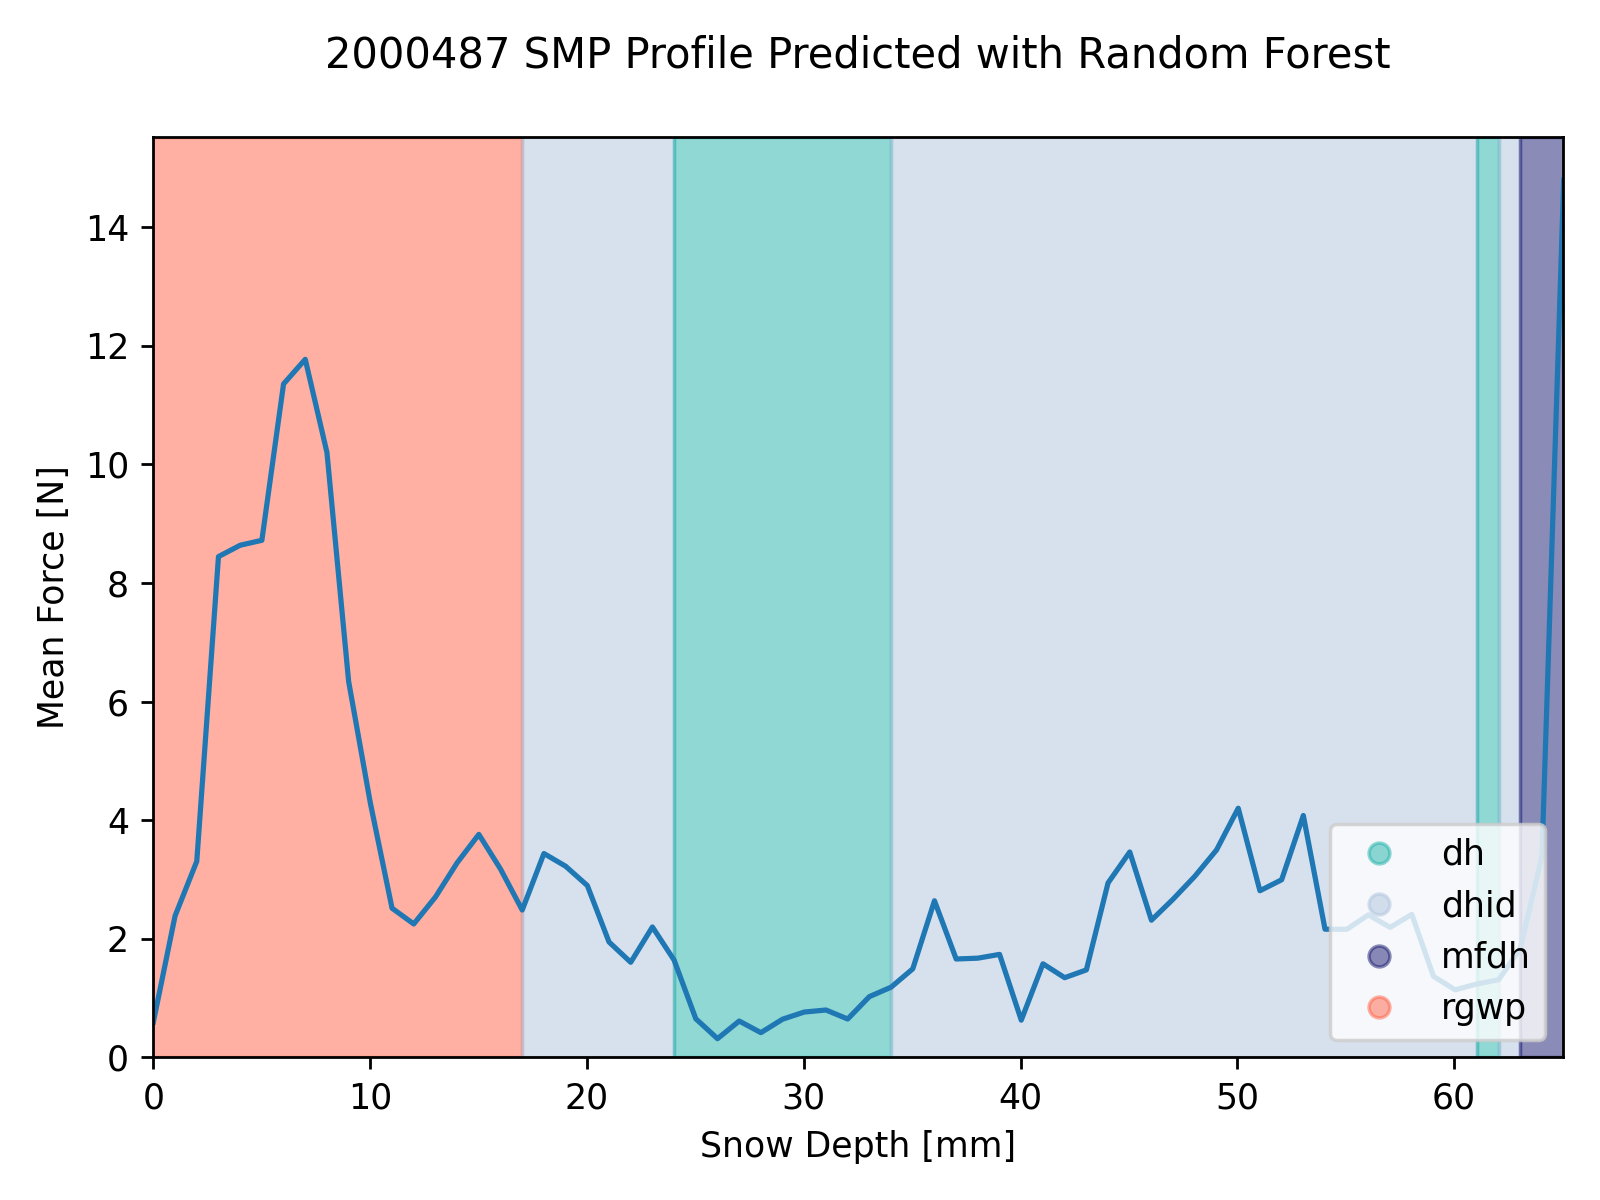 2000487 SMP Profile Predicted with Random Forest
14
12
10
8
6
4
2
0
Mean Force [N]
0 10 20 30 40 50 60
Snow Depth [mm]
dh
dhid
mfdh
rgwp